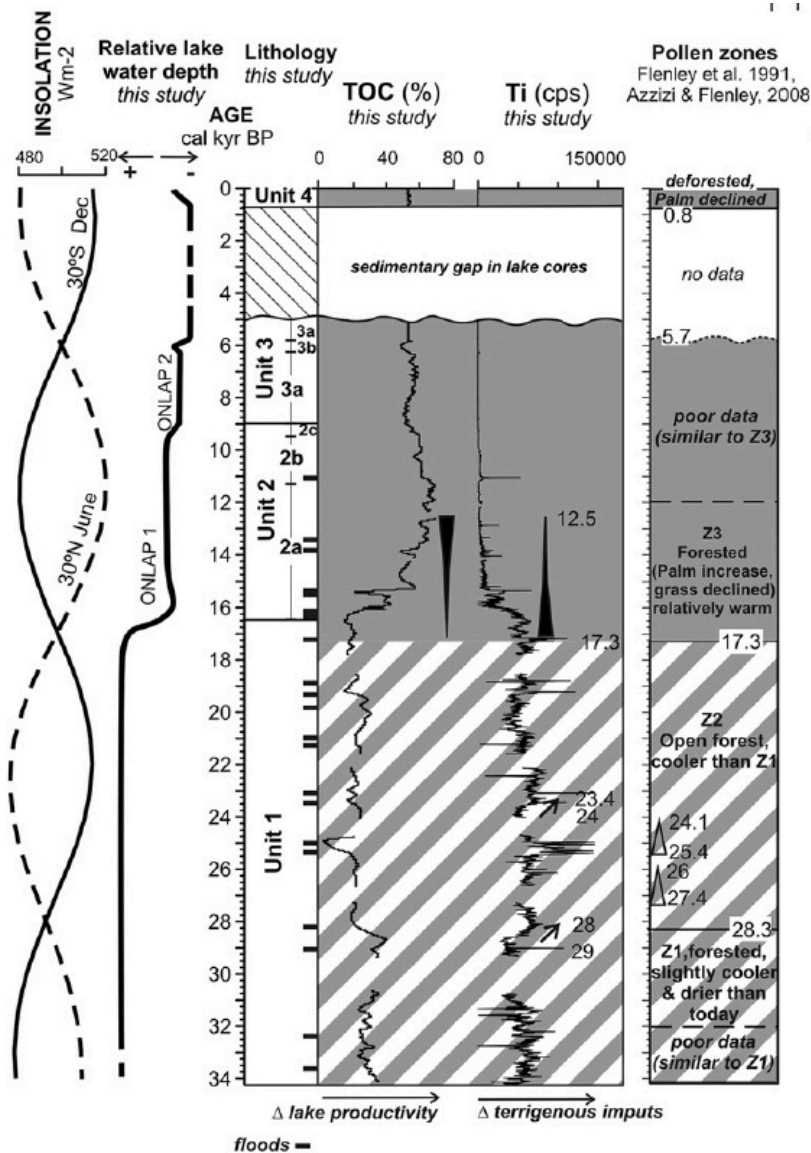 INSOLATION
Wm-2
Relative lake
water depth
this study
Lithology
this study
AGE
cal kyr BP
TOC (%)
this study
Ti (cps)
this study
Pollen zones
Flenley et al. 1991,
Azzizi & Flenley, 2008
480
520
+
-
0
40
80
0
150000
0
2
4
6
8
10
12
14
16
18
20
22
24
26
28
30
32
34
30ºS Dec
30ºN June
ONLAP 2
ONLAP 1
Unit 4
Unit 3
3a
3b
3a
Unit 2
2c
2b
2a
Unit 1
sedimentary gap in lake cores
12.5
17.3
23.4
24
28
29
deforested,
Palm declined
0.8
no data
5.7
poor data
(similar to Z3)
Z3
Forested
(Palm increase,
grass declined)
relatively warm
17.3
Z2
Open forest,
cooler than Z1
24.1
25.4
26
27.4
28.3
Z1,forested,
slightly cooler
& drier than
today
poor data
(similar to Z1)
Δ lake productivity
Δ terrigenous imputs
floods